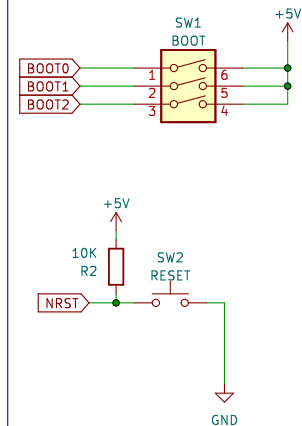 SW1
BOOT
+5V
BOOT0
BOOT1
BOOT2
1
2
3
6
5
4
+5V
10K
R2
SW2
RESET
NRST
GND